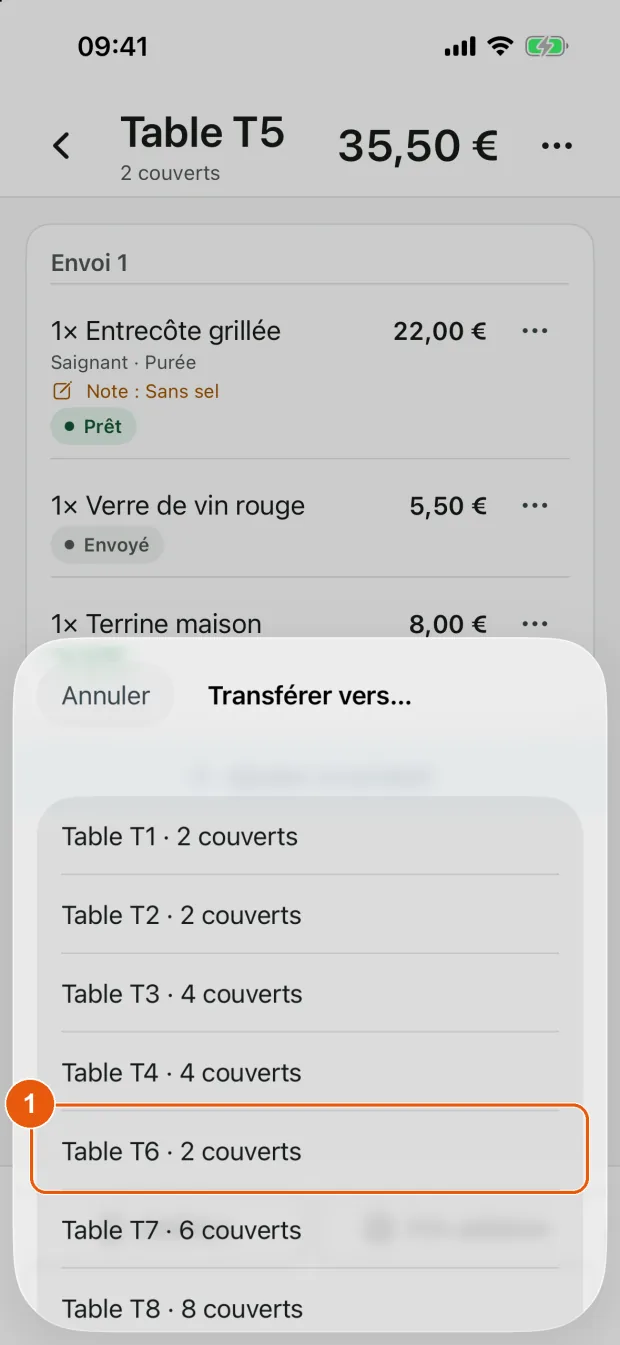 09:41
Table T5
35,50 €
2 couverts
Envoi 1
1× Entrecôte grillée 22,00 €
Saignant · Purée
Note : Sans sel
Prêt
1× Verre de vin rouge 5,50 €
Envoyé
1× Terrine maison 8,00 €
Annuler
Transférer vers...
Table T1 · 2 couverts
Table T2 · 2 couverts
Table T3 · 4 couverts
Table T4 · 4 couverts
1
Table T6 · 2 couverts
Table T7 · 6 couverts
Table T8 · 8 couverts